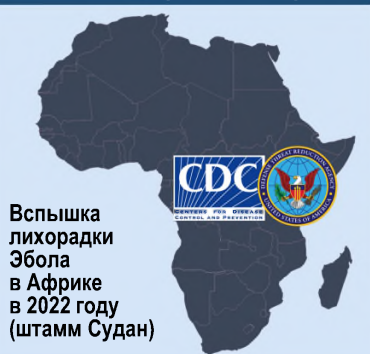 CDC
CENTERS FOR DISEASE
CONTROL AND PREVENTION
DEFENSE THREAT REDUCTION AGENCY
UNITED STATES OF AMERICA
Вспышка
лихорадки
Эбола
в Африке
в 2022 году
(штамм Судан)